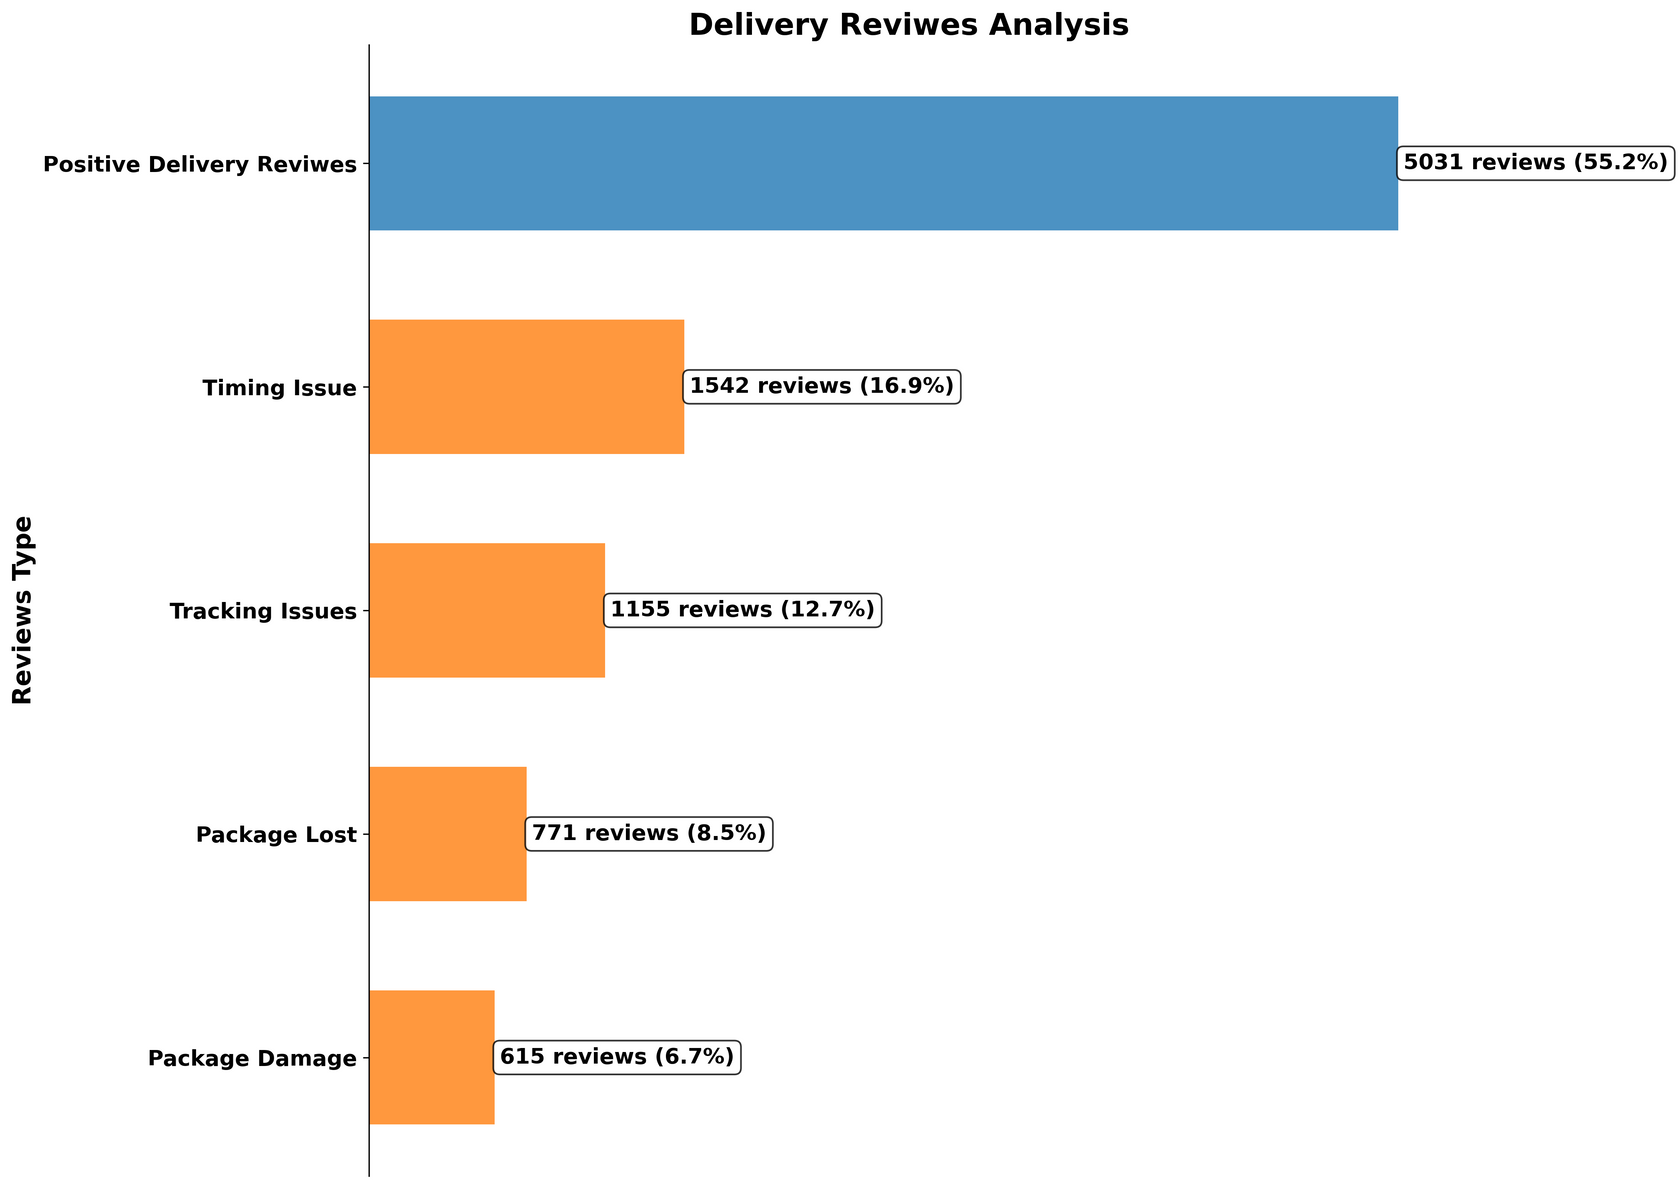 Delivery Reviwes Analysis
Positive Delivery Reviwes
5031 reviews (55.2%)
Timing Issue
1542 reviews (16.9%)
Reviews Type
Tracking Issues
1155 reviews (12.7%)
Package Lost
771 reviews (8.5%)
Package Damage
615 reviews (6.7%)